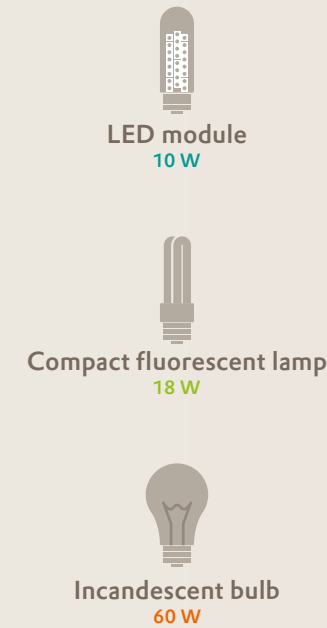 LED module
10 W
Compact fluorescent lamp
18 W
Incandescent bulb
60 W